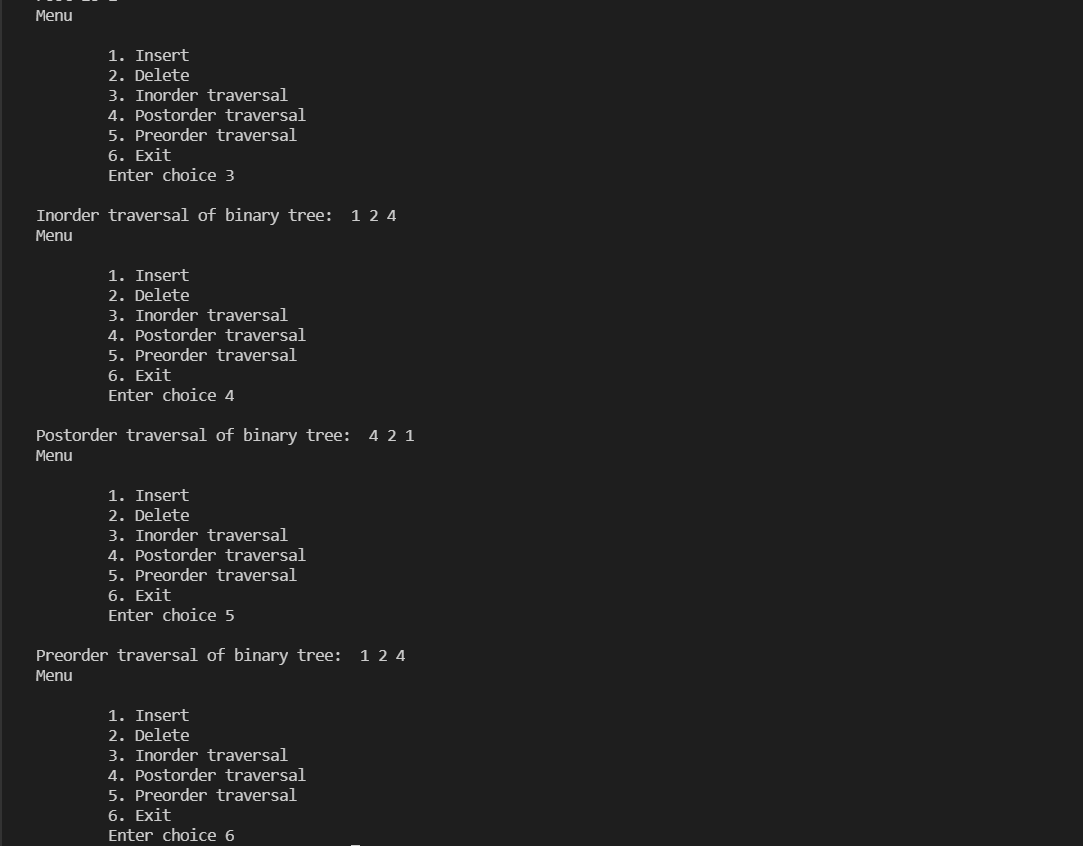 Menu
1. Insert
2. Delete
3. Inorder traversal
4. Postorder traversal
5. Preorder traversal
6. Exit
Enter choice 3
Inorder traversal of binary tree:  1 2 4
Menu
1. Insert
2. Delete
3. Inorder traversal
4. Postorder traversal
5. Preorder traversal
6. Exit
Enter choice 4
Postorder traversal of binary tree:  4 2 1
Menu
1. Insert
2. Delete
3. Inorder traversal
4. Postorder traversal
5. Preorder traversal
6. Exit
Enter choice 5
Preorder traversal of binary tree:  1 2 4
Menu
1. Insert
2. Delete
3. Inorder traversal
4. Postorder traversal
5. Preorder traversal
6. Exit
Enter choice 6